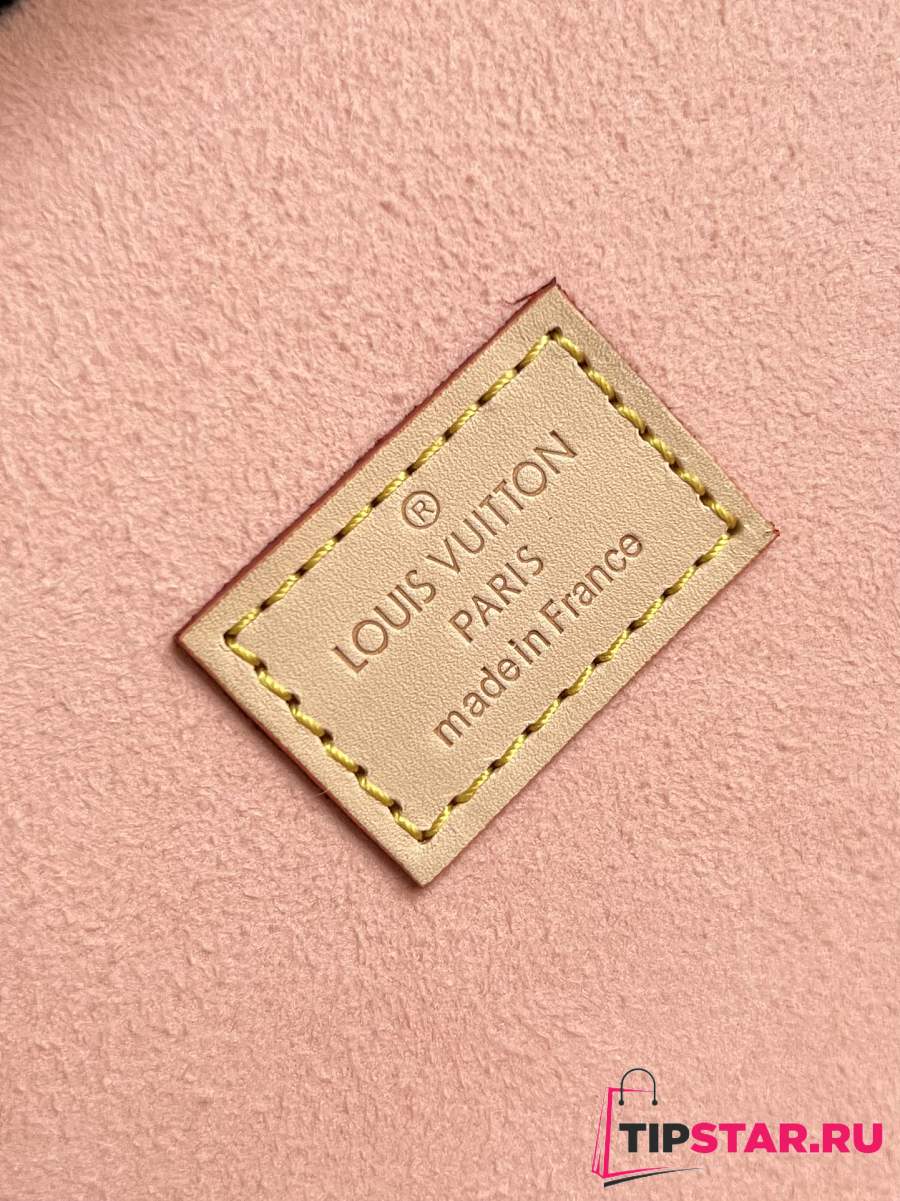 ®
LOUIS VUITTON
PARIS
made in France
TIPSTAR.RU